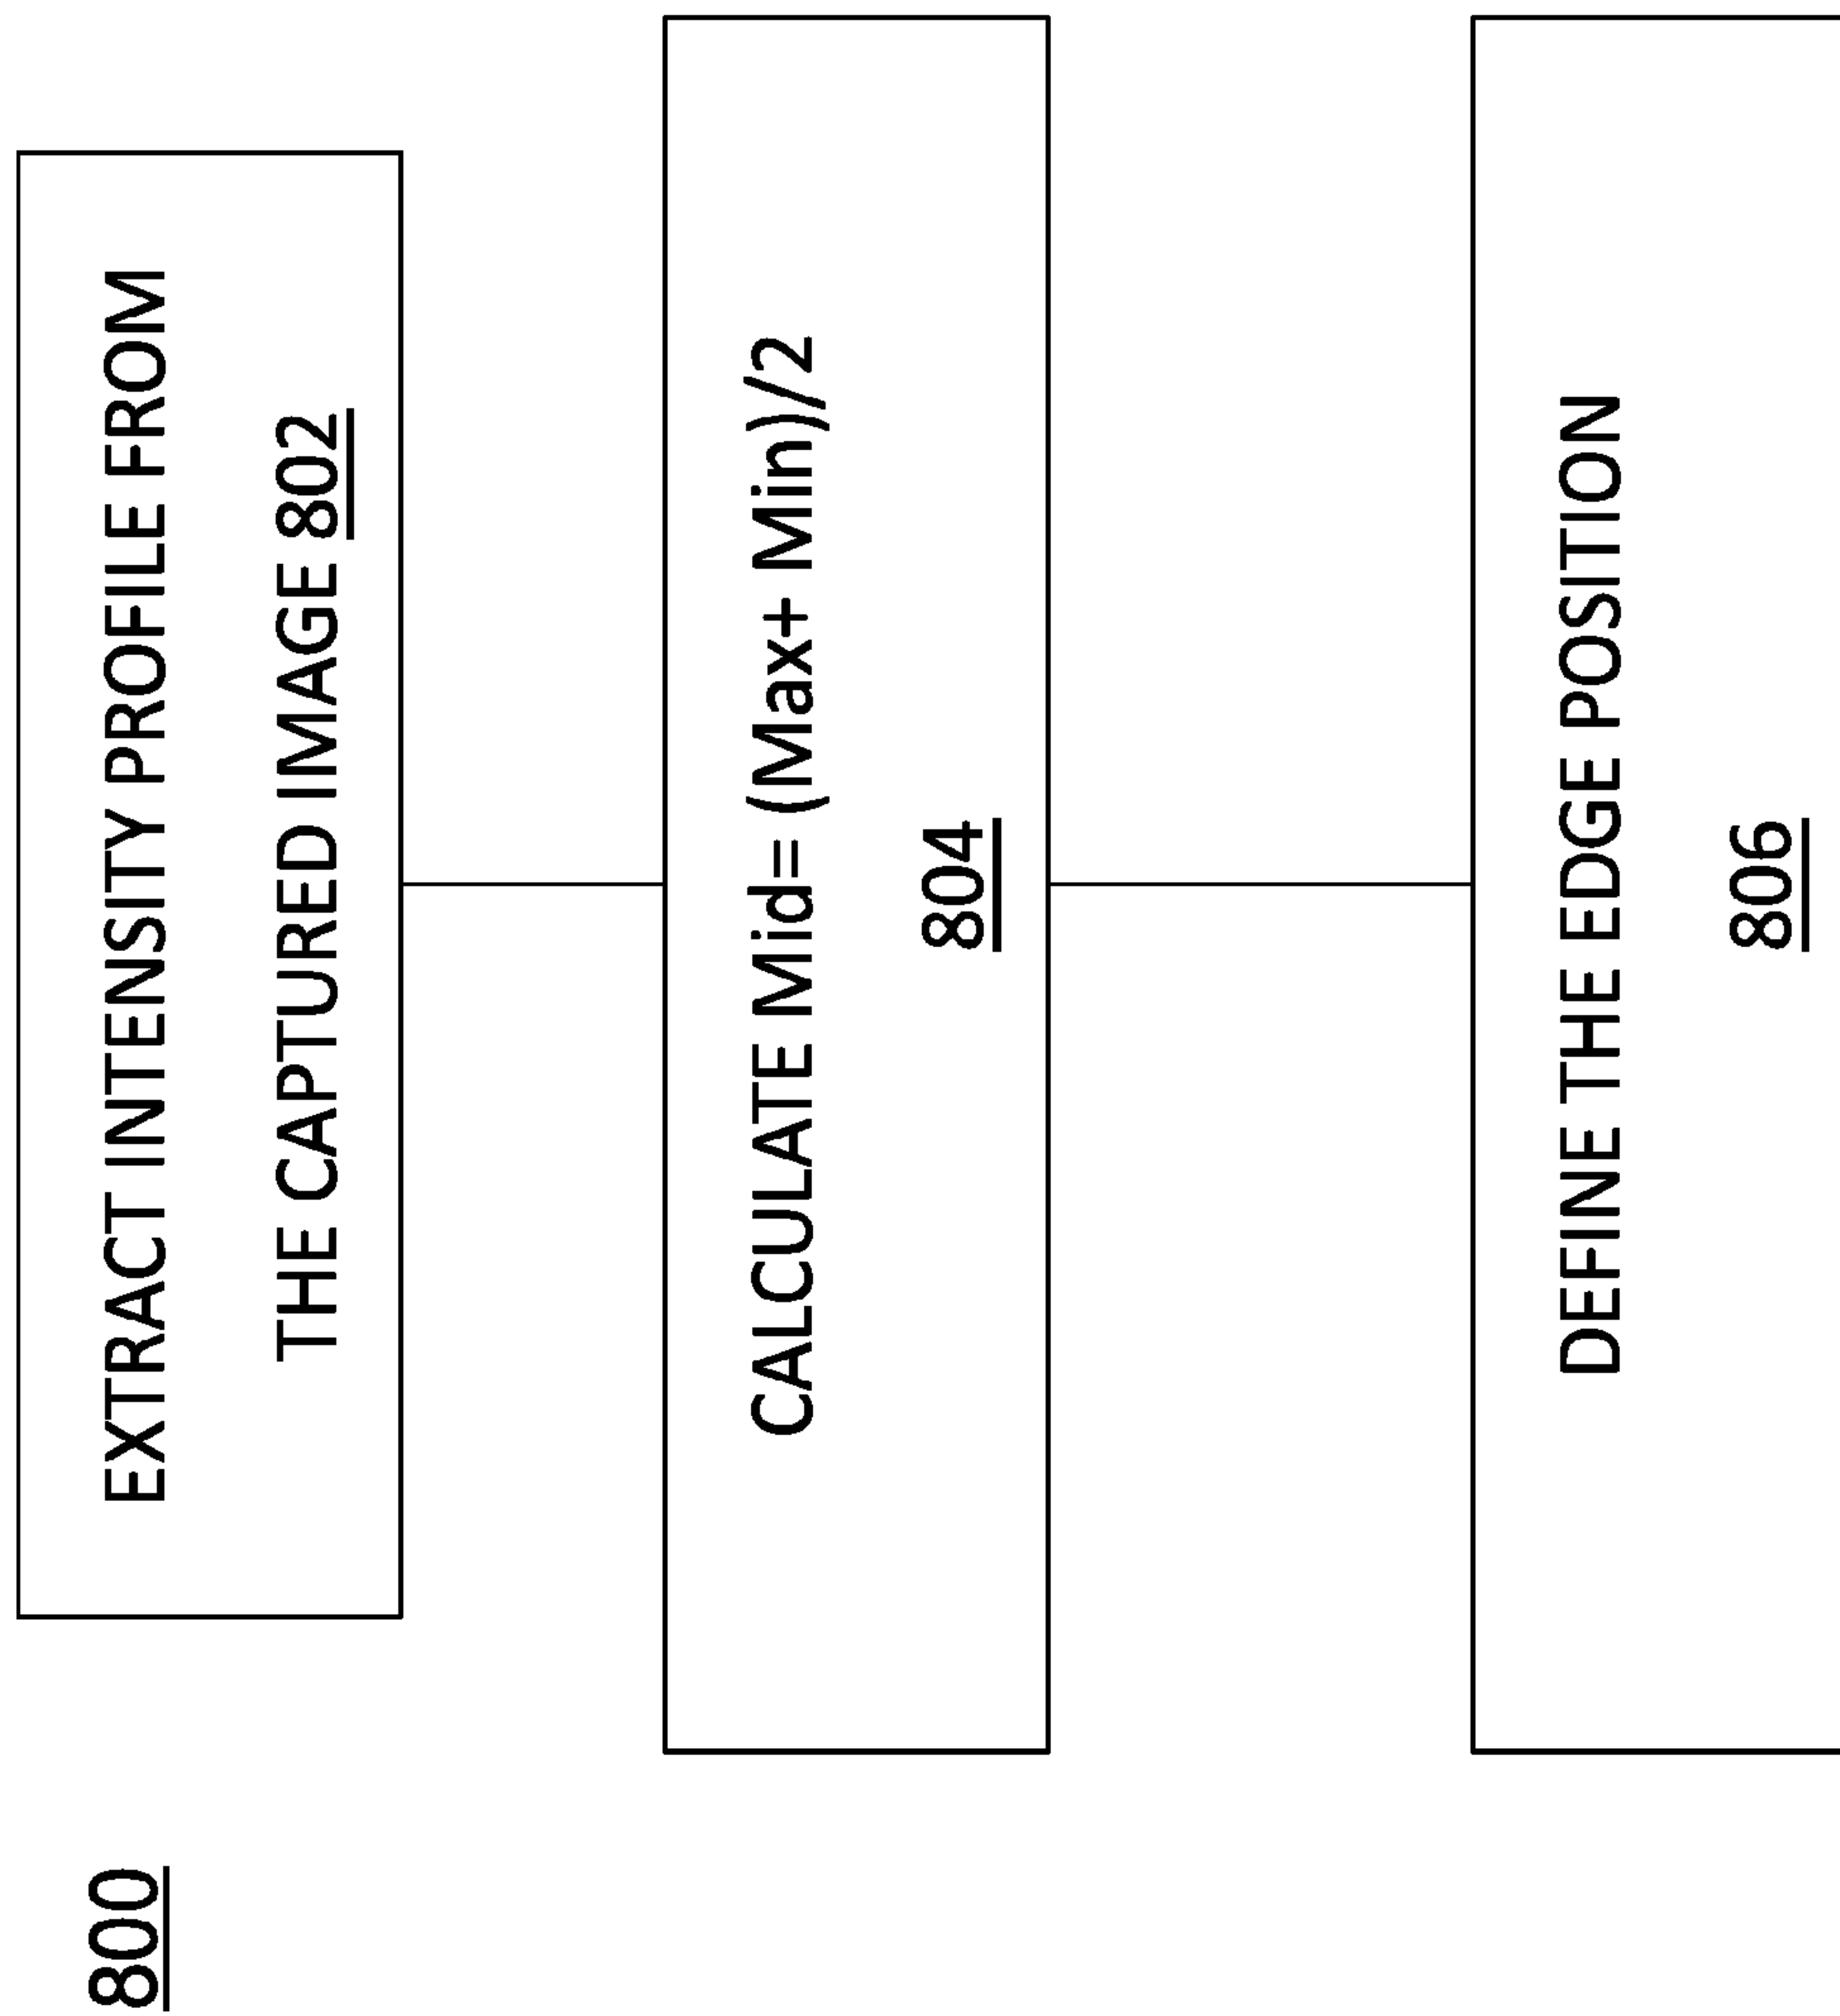 800
EXTRACT INTENSITY PROFILE FROM
THE CAPTURED IMAGE 802
CALCULATE Mid= (Max+ Min)/2
804
DEFINE THE EDGE POSITION
806